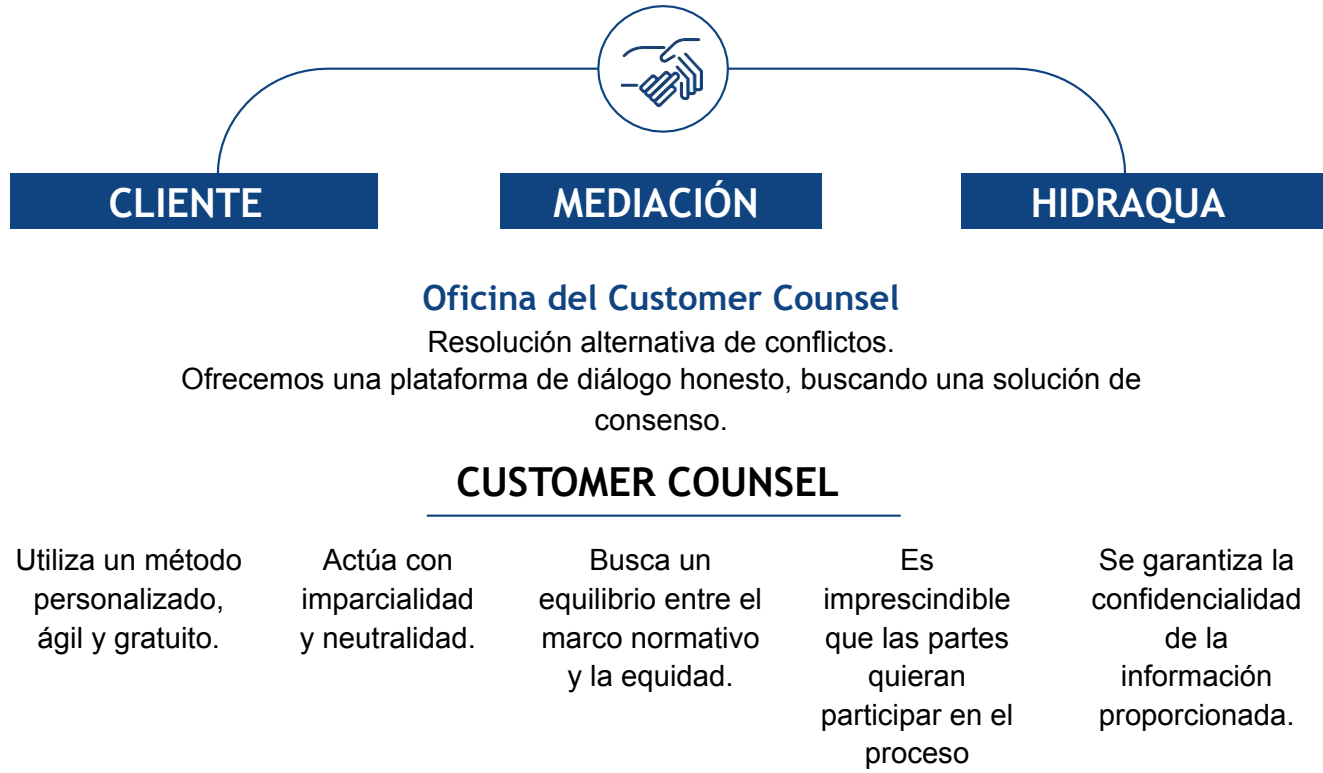 CLIENTE
MEDIACIÓN
HIDRAQUA
Oficina del Customer Counsel
Resolución alternativa de conflictos.
Ofrecemos una plataforma de diálogo honesto, buscando una solución de
consenso.
CUSTOMER COUNSEL
Utiliza un método
personalizado,
ágil y gratuito.
Actúa con
imparcialidad
y neutralidad.
Busca un
equilibrio entre el
marco normativo
y la equidad.
Es
imprescindible
que las partes
quieran
participar en el
proceso
Se garantiza la
confidencialidad
de la
información
proporcionada.